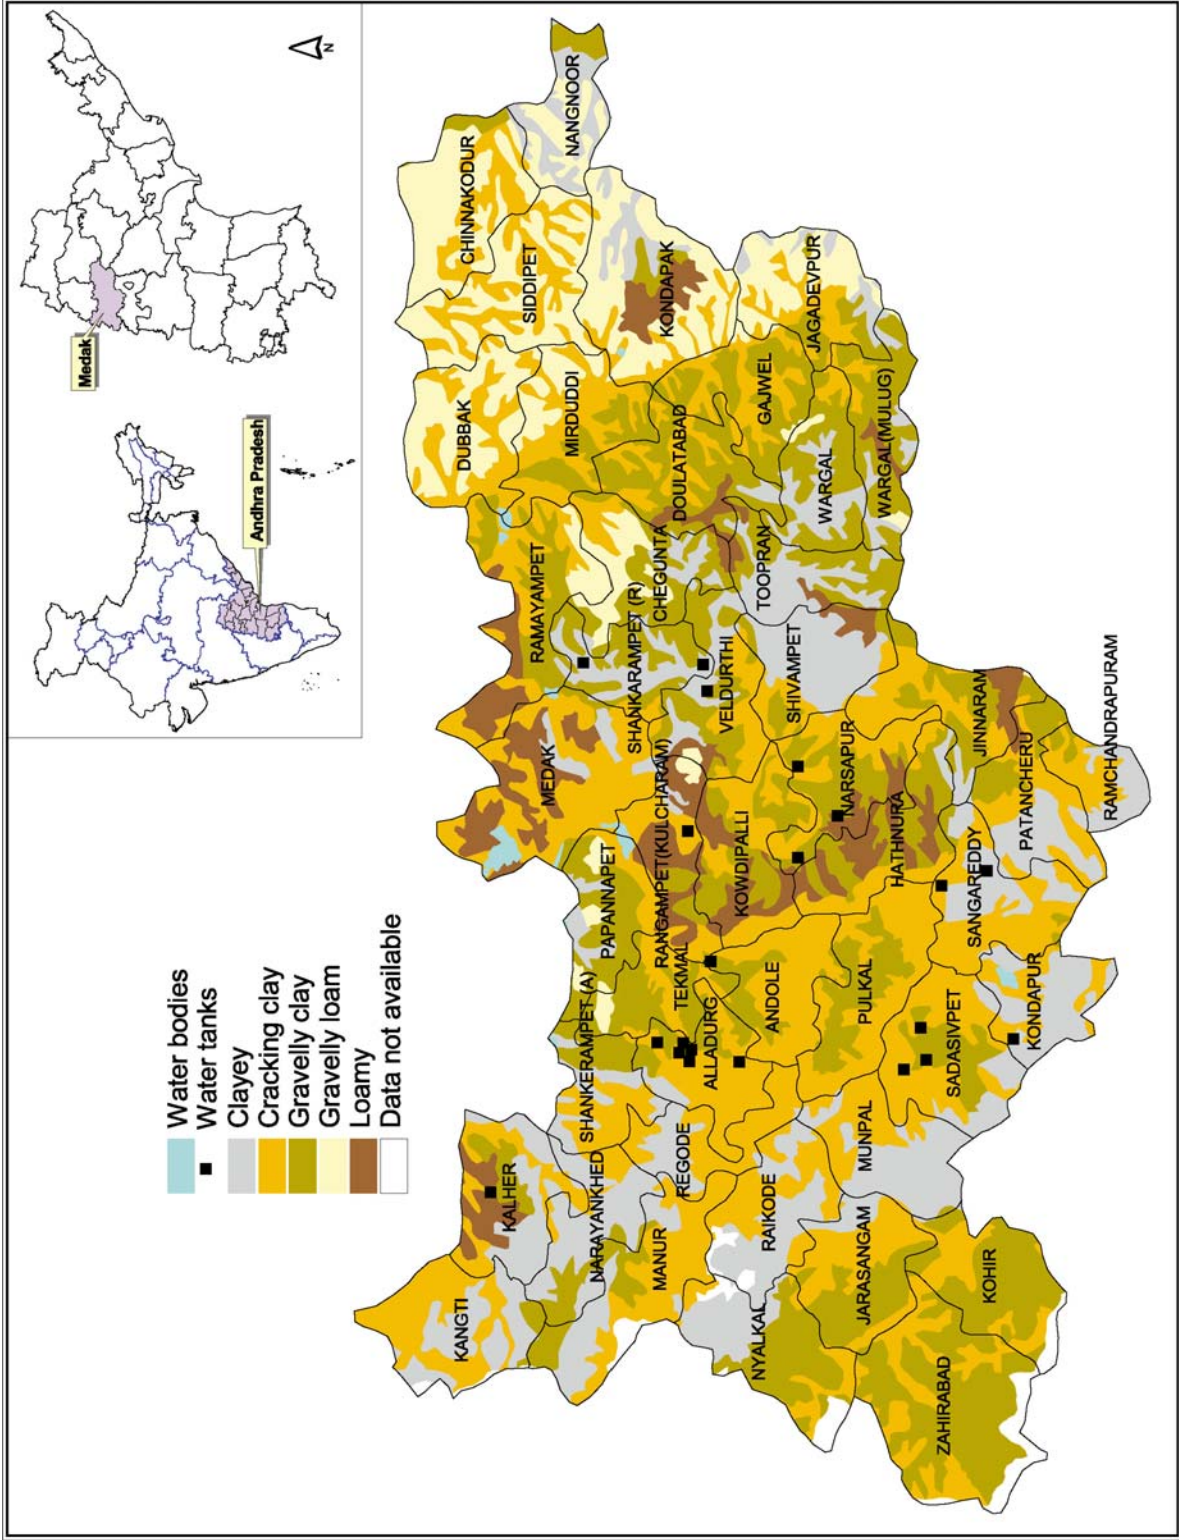 Andhra Pradesh
Medak
N
Water bodies
Water tanks
Clayey
Cracking clay
Gravelly clay
Gravelly loam
Loamy
Data not available
KANGTI
KALHER
NARAYANKHED
MANUR
SHANKERAMPET (A)
REGODE
RAIKODE
NYALKAL
JARASANGAM
ZAHIRABAD
KOHIR
MUNPAL
PAPANNAPET
TEKMAL
ALLADURG
ANDOLE
PULKAL
SADASIVPET
KONDAPUR
MEDAK
RANGAMPET(KULCHARAM)
KOWDIPALLI
NARSAPUR
HATHNURA
SANGAREDDY
PATANCHERU
RAMCHANDRAPURAM
JINNARAM
RAMAYAMPET
SHANKARAMPET (R)
CHEGUNTA
VELDURTHI
SHIVAMPET
TOOPRAN
DUBBAK
MIRDUDDI
DOULATABAD
GAJWEL
WARGAL
WARGAL(MULUG)
CHINNAKODUR
SIDDIPET
NANGNOOR
KONDAPAK
JAGADEVPUR